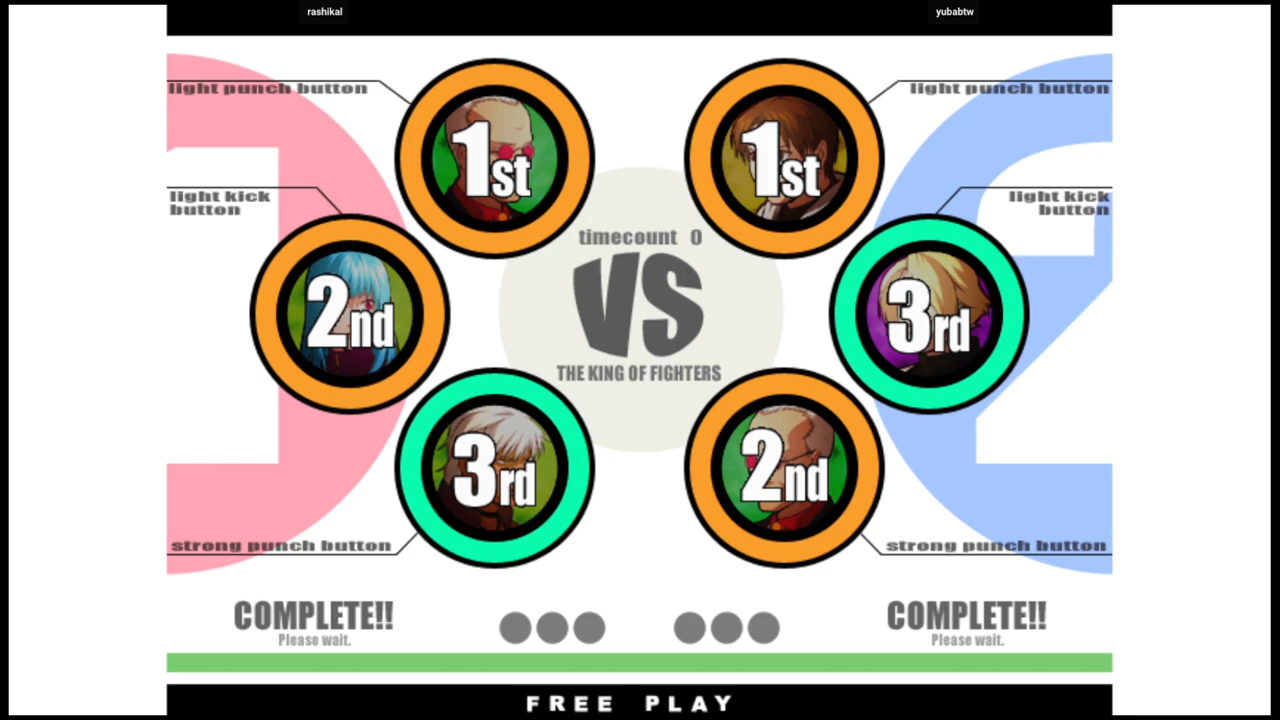 rashikal
yubabtw
light punch button
light punch button
1st
1st
light kick
button
light kick
button
timecount 0
VS
THE KING OF FIGHTERS
2nd
3rd
3rd
2nd
strong punch button
strong punch button
COMPLETE!!
Please wait.
COMPLETE!!
Please wait.
1
2
FREE PLAY